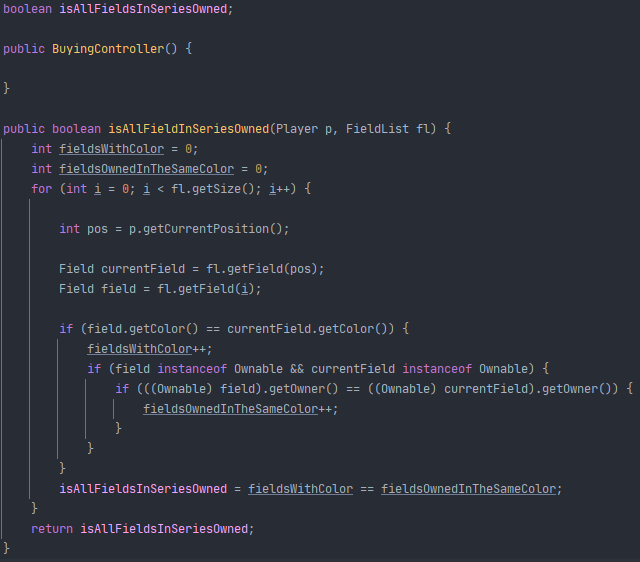 boolean isAllFieldsInSeriesOwned;
public BuyingController() {
}
public boolean isAllFieldInSeriesOwned(Player p, FieldList fl) {
int fieldsWithColor = 0;
int fieldsOwnedInTheSameColor = 0;
for (int i = 0; i < fl.getSize(); i++) {
int pos = p.getCurrentPosition();
Field currentField = fl.getField(pos);
Field field = fl.getField(i);
if (field.getColor() == currentField.getColor()) {
fieldsWithColor++;
if (field instanceof Ownable && currentField instanceof Ownable) {
if (((Ownable) field).getOwner() == ((Ownable) currentField).getOwner()) {
fieldsOwnedInTheSameColor++;
}
}
}
isAllFieldsInSeriesOwned = fieldsWithColor == fieldsOwnedInTheSameColor;
}
return isAllFieldsInSeriesOwned;
}